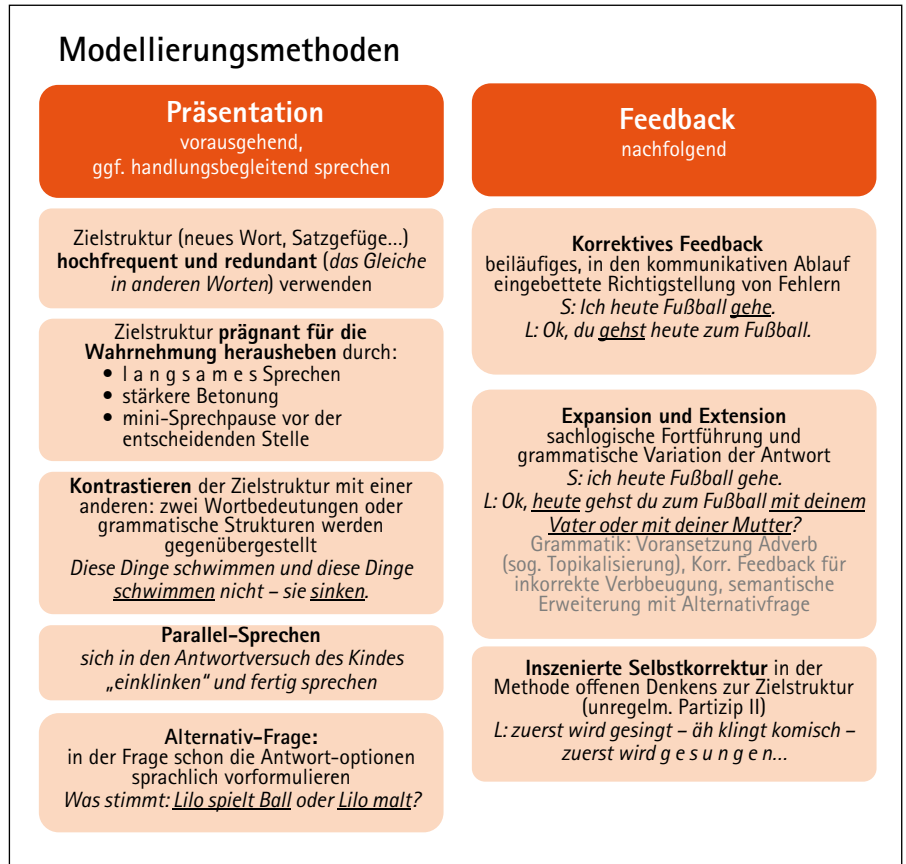 Modellierungsmethoden
Präsentation
vorausgehend,
ggf. handlungsbegleitend sprechen
Zielstruktur (neues Wort, Satzgefüge...)
hochfrequent und redundant (das Gleiche
in anderen Worten) verwenden
Zielstruktur prägnant für die
Wahrnehmung herausheben durch:
• l a n g s a m e s Sprechen
• stärkere Betonung
• mini-Sprechpause vor der
entscheidenden Stelle
Kontrastieren der Zielstruktur mit einer
anderen: zwei Wortbedeutungen oder
grammatische Strukturen werden
gegenübergestellt
Diese Dinge schwimmen und diese Dinge
schwimmen nicht – sie sinken.
Parallel-Sprechen
sich in den Antwortversuch des Kindes
„einklinken“ und fertig sprechen
Alternativ-Frage:
in der Frage schon die Antwort-optionen
sprachlich vorformulieren
Was stimmt: Lilo spielt Ball oder Lilo malt?
Feedback
nachfolgend
Korrektives Feedback
beiläufiges, in den kommunikativen Ablauf
eingebettete Richtigstellung von Fehlern
S: Ich heute Fußball gehe.
L: Ok, du gehst heute zum Fußball.
Expansion und Extension
sachlogische Fortführung und
grammatische Variation der Antwort
S: ich heute Fußball gehe.
L: Ok, heute gehst du zum Fußball mit deinem
Vater oder mit deiner Mutter?
Grammatik: Voransetzung Adverb
(sog. Topikalisierung), Korr. Feedback für
inkorrekte Verbbeugung, semantische
Erweiterung mit Alternativfrage
Inszenierte Selbstkorrektur in der
Methode offenen Denkens zur Zielstruktur
(unregelm. Partizip II)
L: zuerst wird gesingt – äh klingt komisch –
zuerst wird g e s u n g e n...